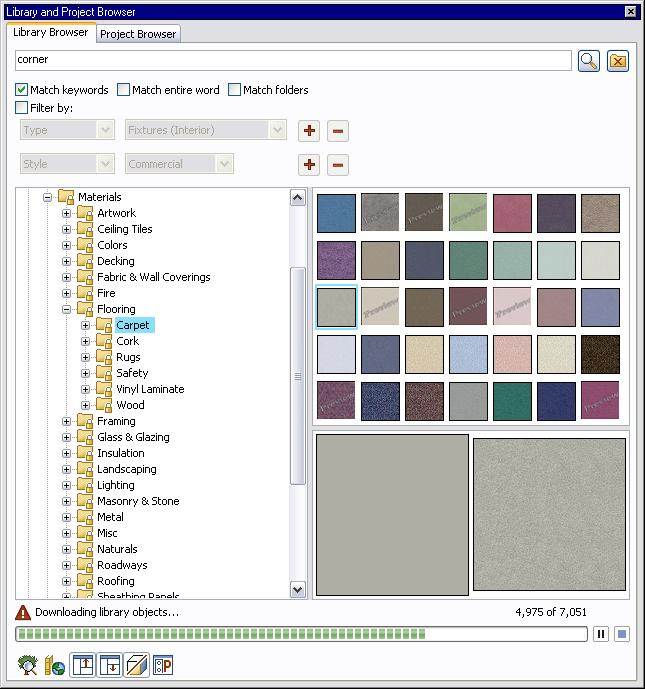 Library and Project Browser
Library Browser
Project Browser
corner
Match keywords
Match entire word
Match folders
Filter by:
Type
Fixtures (Interior)
Style
Commercial
Materials
Artwork
Ceiling Tiles
Colors
Decking
Fabric & Wall Coverings
Fire
Flooring
Carpet
Cork
Rugs
Safety
Vinyl Laminate
Wood
Framing
Glass & Glazing
Insulation
Landscaping
Lighting
Masonry & Stone
Metal
Misc
Naturals
Roadways
Roofing
Sheathing Panels
Preview
Preview
Preview
Preview
Preview
Preview
Preview
Preview
Downloading library objects...
4,975 of 7,051
P